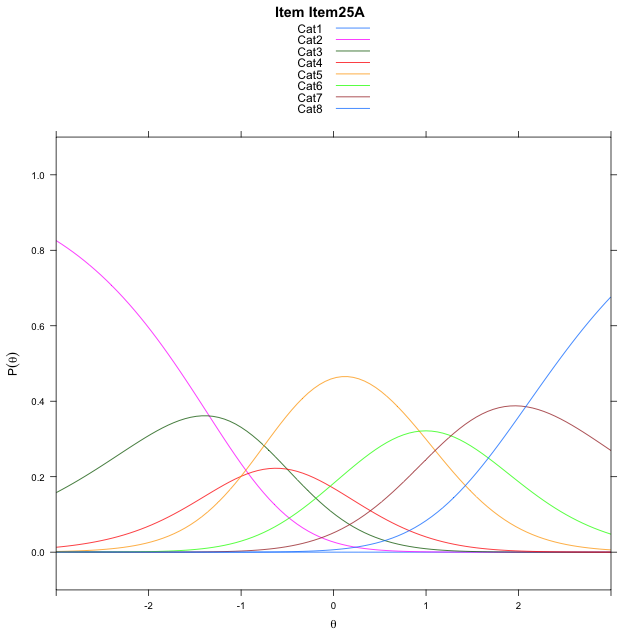 Item Item25A
Cat1
Cat2
Cat3
Cat4
Cat5
Cat6
Cat7
Cat8
1.0
0.8
0.6
0.4
0.2
0.0
P(θ)
-2 -1 0 1 2
θ